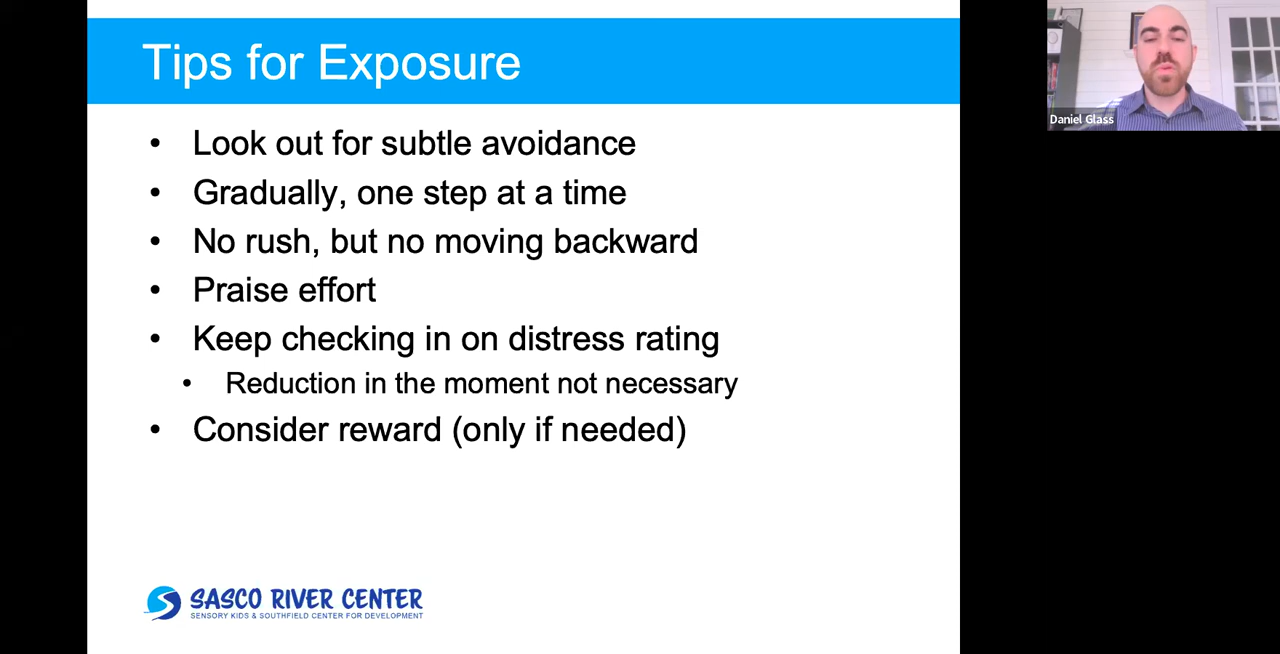 Tips for Exposure
• Look out for subtle avoidance
• Gradually, one step at a time
• No rush, but no moving backward
• Praise effort
• Keep checking in on distress rating
• Reduction in the moment not necessary
• Consider reward (only if needed)
SASCO RIVER CENTER
SENSORY KIDS & SOUTHFIELD CENTER FOR DEVELOPMENT
Daniel Glass